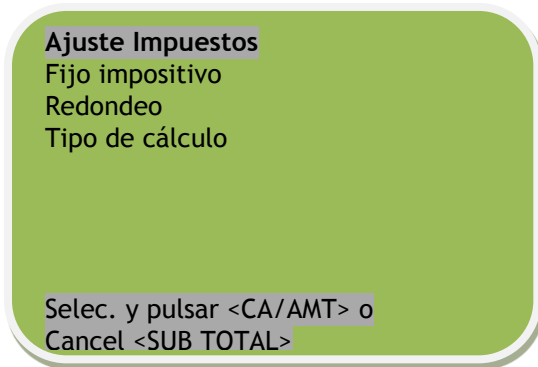 Ajuste Impuestos
Fijo impositivo
Redondeo
Tipo de cálculo
Selec. y pulsar <CA/AMT> o
Cancel <SUB TOTAL>